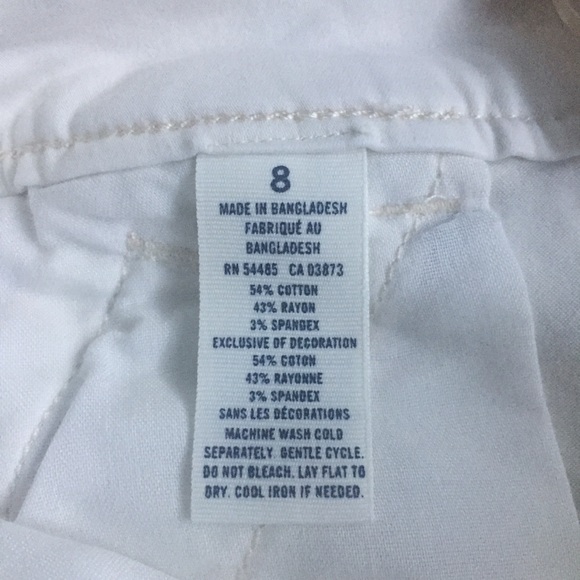 8
MADE IN BANGLADESH
FABRIQUÉ AU
BANGLADESH
RN 54485 CA 03873
54% COTTON
43% RAYON
3% SPANDEX
EXCLUSIVE OF DECORATION
54% COTON
43% RAYONNE
3% SPANDEX
SANS LES DÉCORATIONS
MACHINE WASH COLD
SEPARATELY. GENTLE CYCLE.
DO NOT BLEACH. LAY FLAT TO
DRY. COOL IRON IF NEEDED.